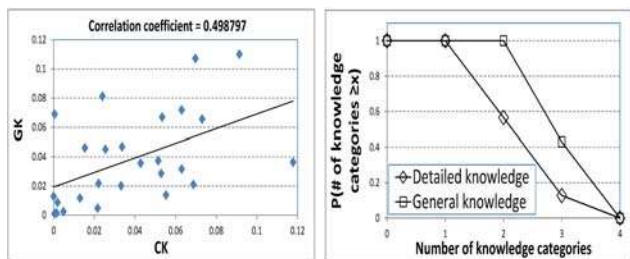 Correlation coefficient = 0.498797
0.12
0.1
0.08
0.06
0.04
0.02
0
GK
0 0.02 0.04 0.06 0.08 0.1 0.12
CK
P(# of knowledge
categories ≥x)
1
0.8
0.6
0.4
0.2
0
Detailed knowledge
General knowledge
0 1 2 3 4
Number of knowledge categories